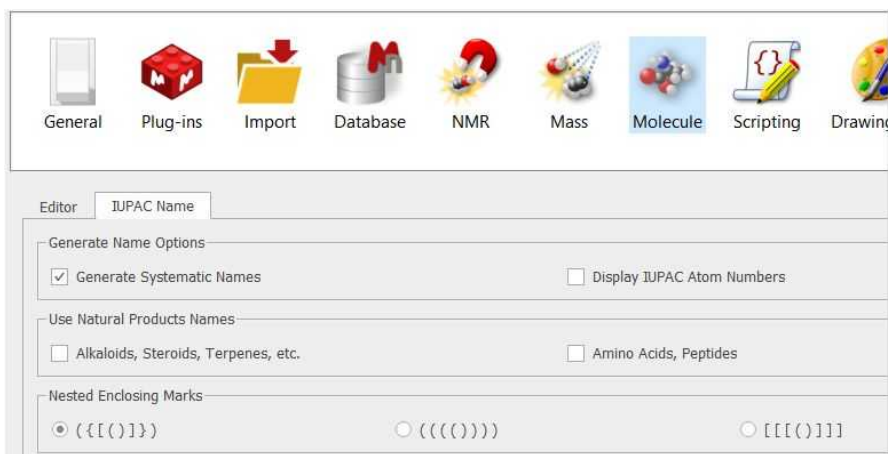 General Plug-ins Import Database NMR Mass Molecule Scripting Drawing
Editor IUPAC Name
Generate Name Options
Generate Systematic Names Display IUPAC Atom Numbers
Use Natural Products Names
Alkaloids, Steroids, Terpenes, etc. Amino Acids, Peptides
Nested Enclosing Marks
({[()]}) (((()))) [[[()]]]